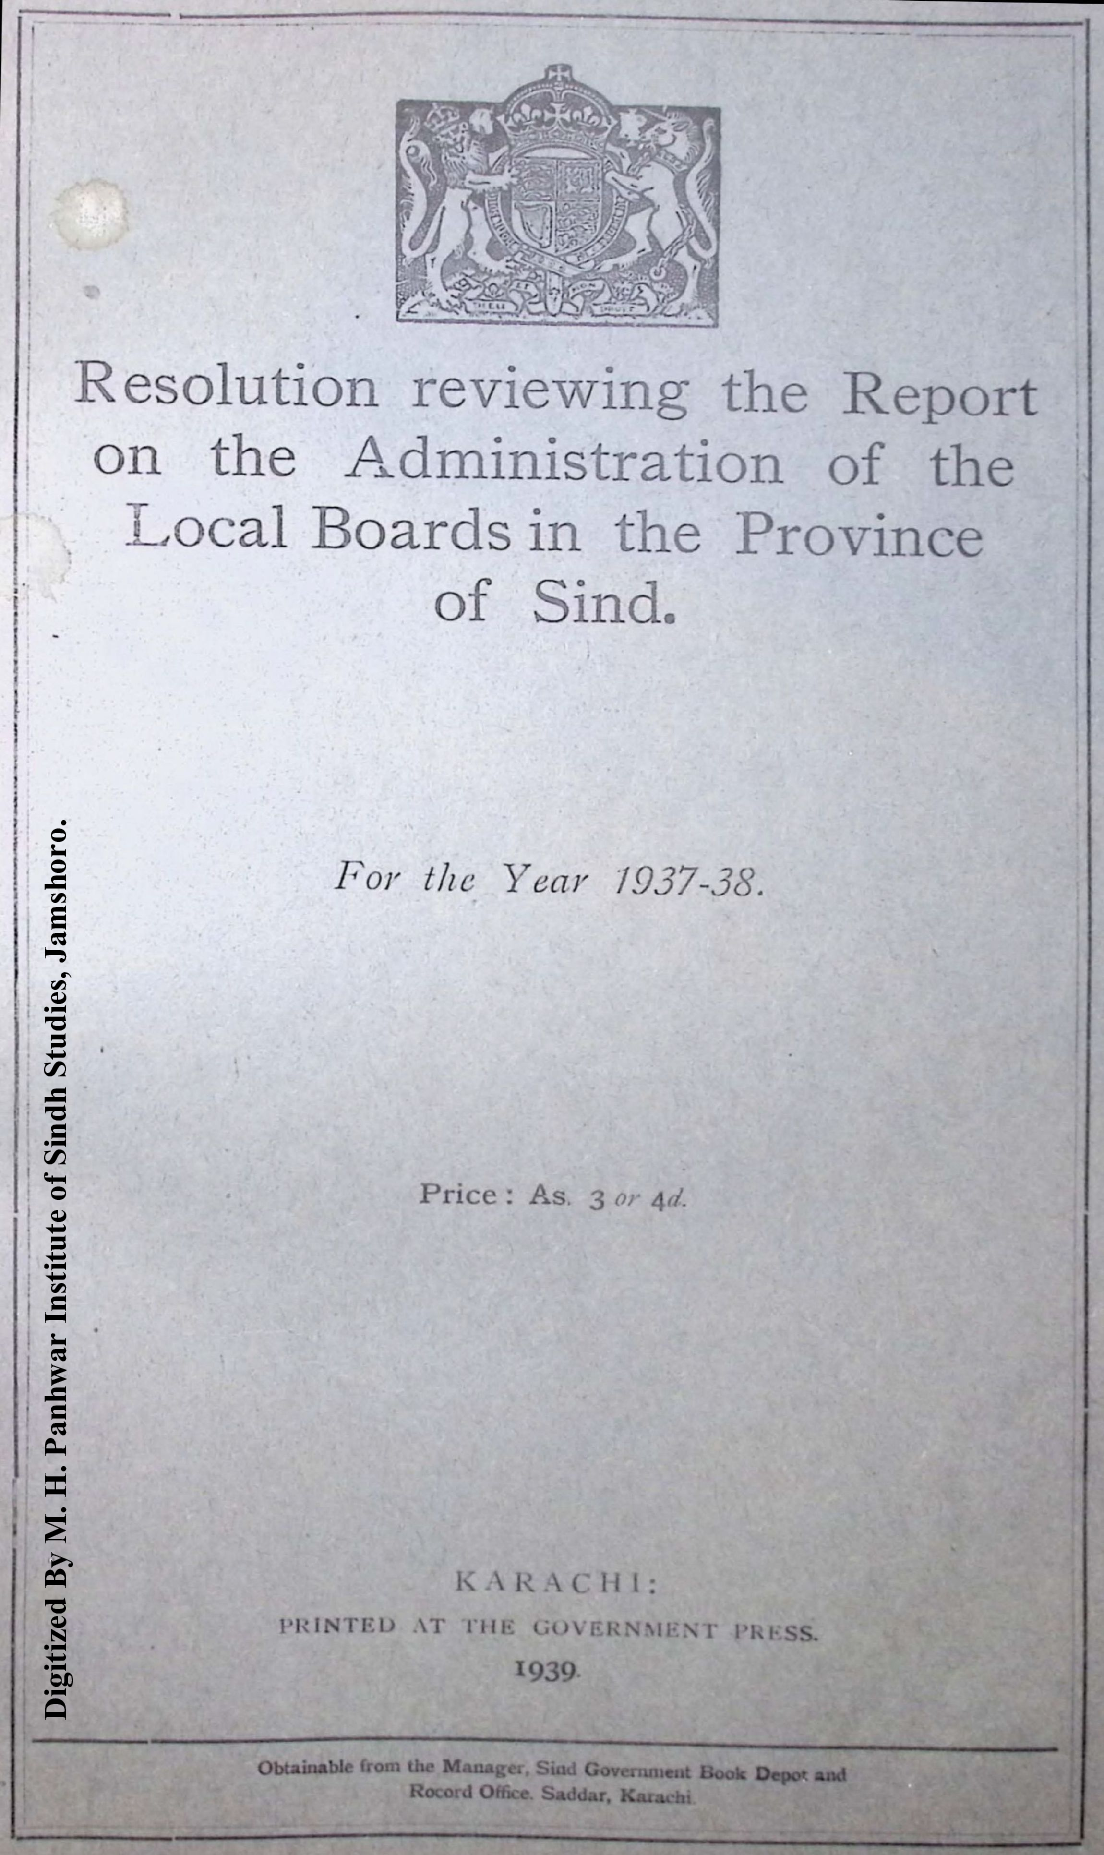 Resolution reviewing the Report
on the Administration of the
Local Boards in the Province
of Sind.
For the Year 1937-38.
Price: As. 3 or 4d.
KARACHI:
PRINTED AT THE GOVERNMENT PRESS.
1939.
Obtainable from the Manager, Sind Government Book Depot and
Rocord Office, Saddar, Karachi.
Digitized By M. H. Panhwar Institute of Sindh Studies, Jamshoro.